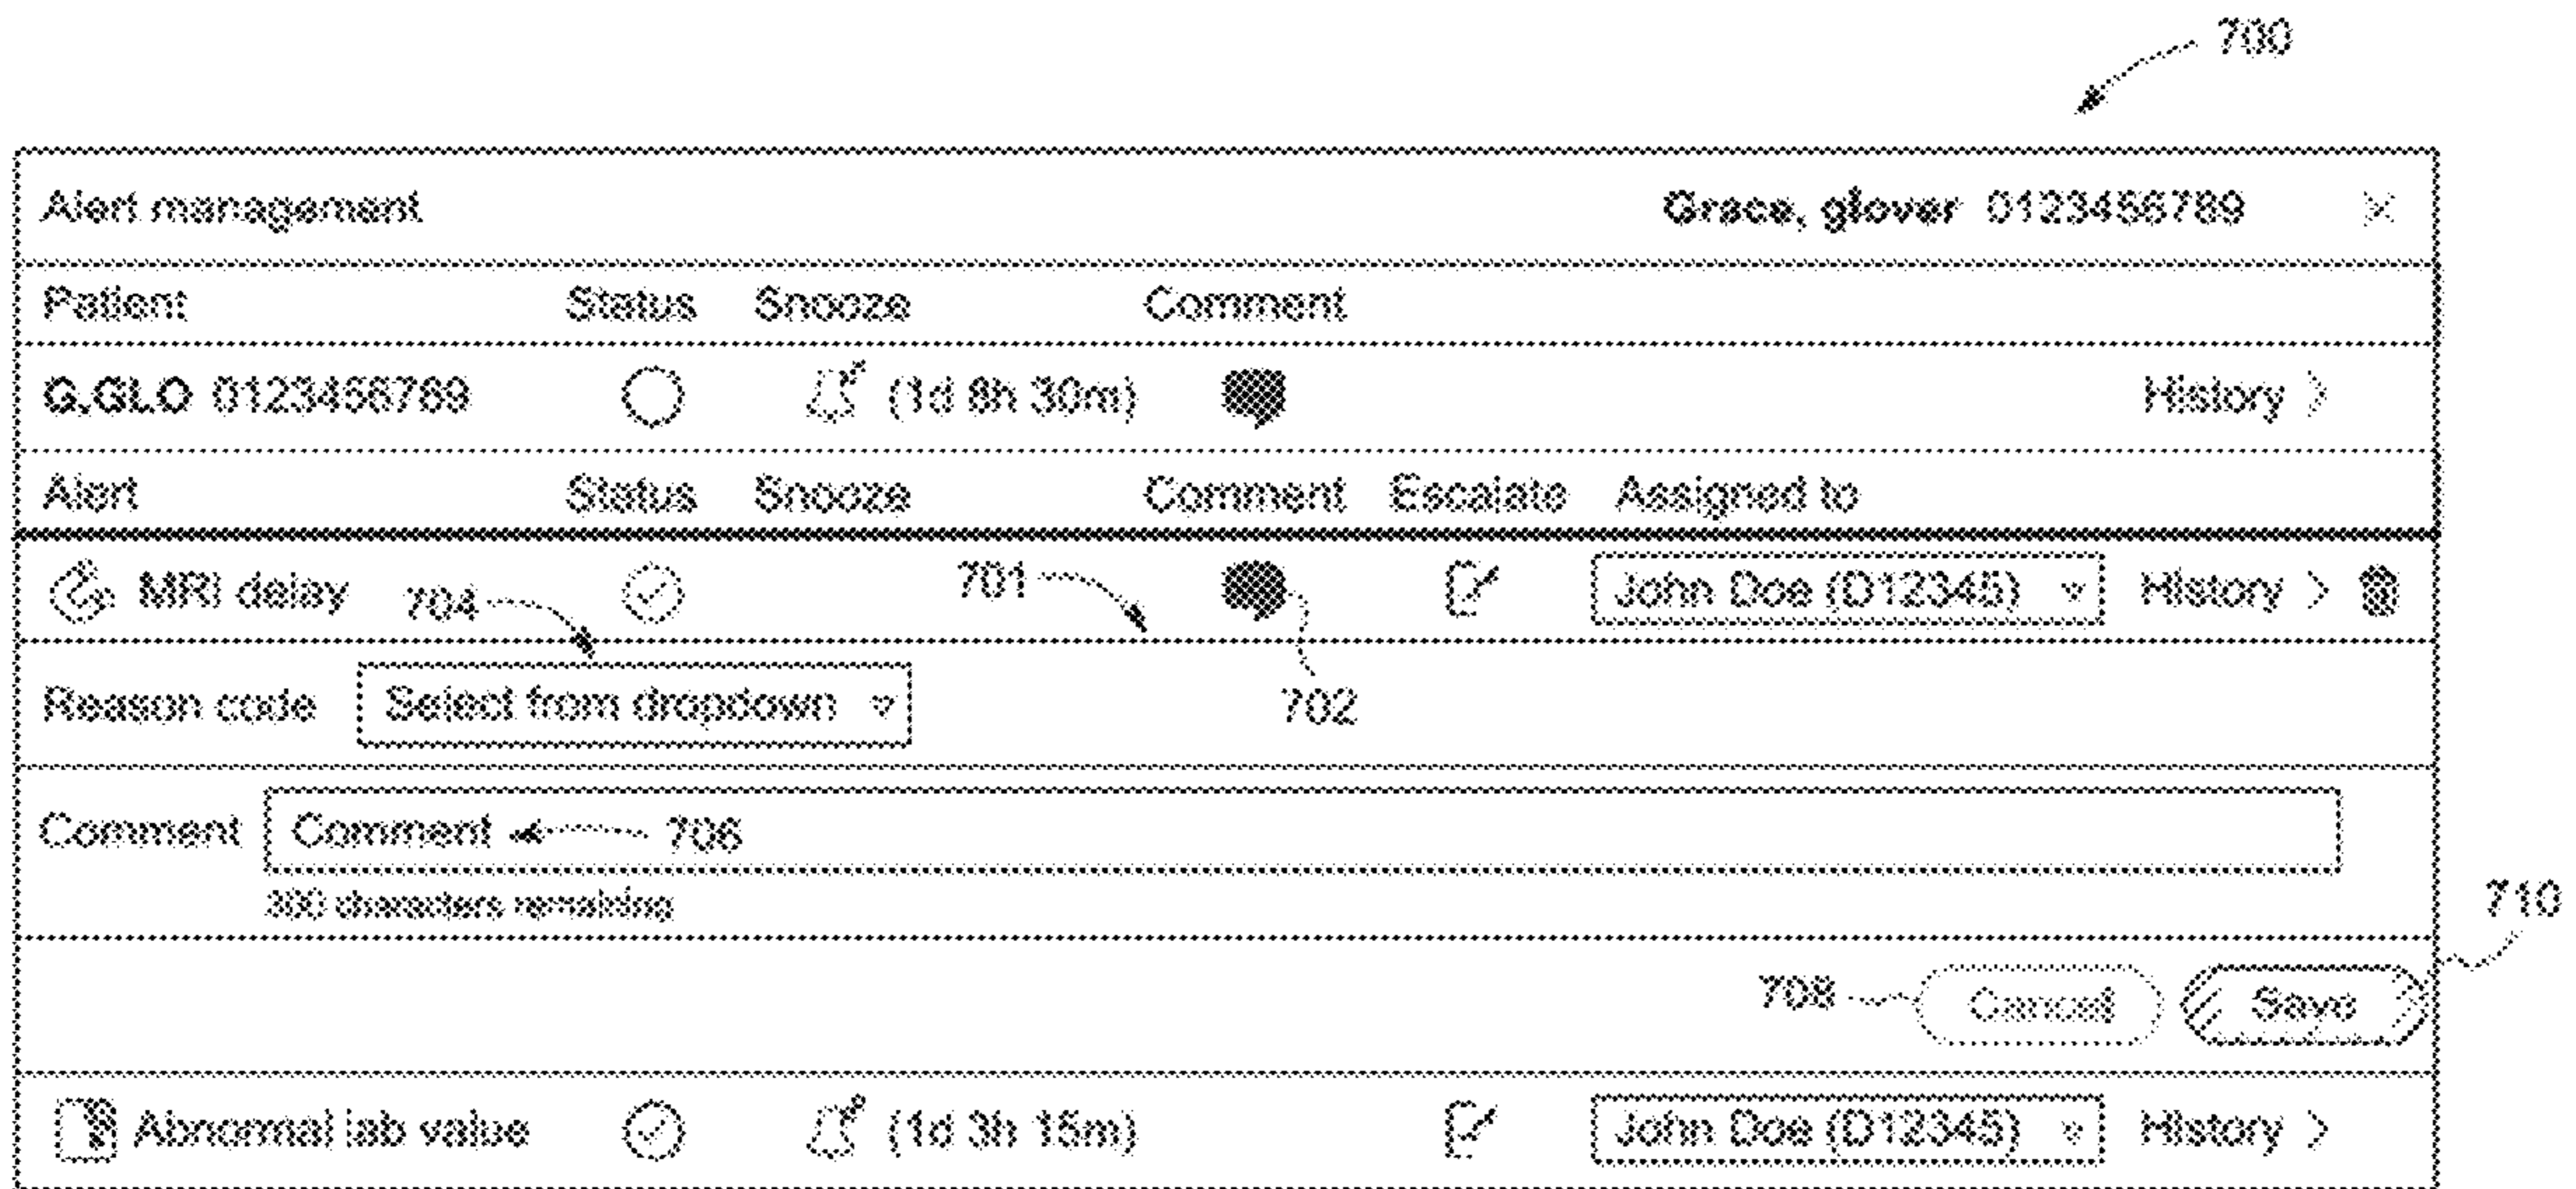 700
Alert management Grace, glover 0123456789
Patient Status Snooze Comment
G.GLO 0123456789 (1d 8h 30m) History >
Alert Status Snooze Comment Escalate Assigned to
MRI delay 704 701 John Doe (D12345) History >
Reason code Select from dropdown 702
Comment Comment 706
300 characters remaining
710
708 Cancel Save
Abnormal lab value (1d 3h 15m) John Doe (D12345) History >